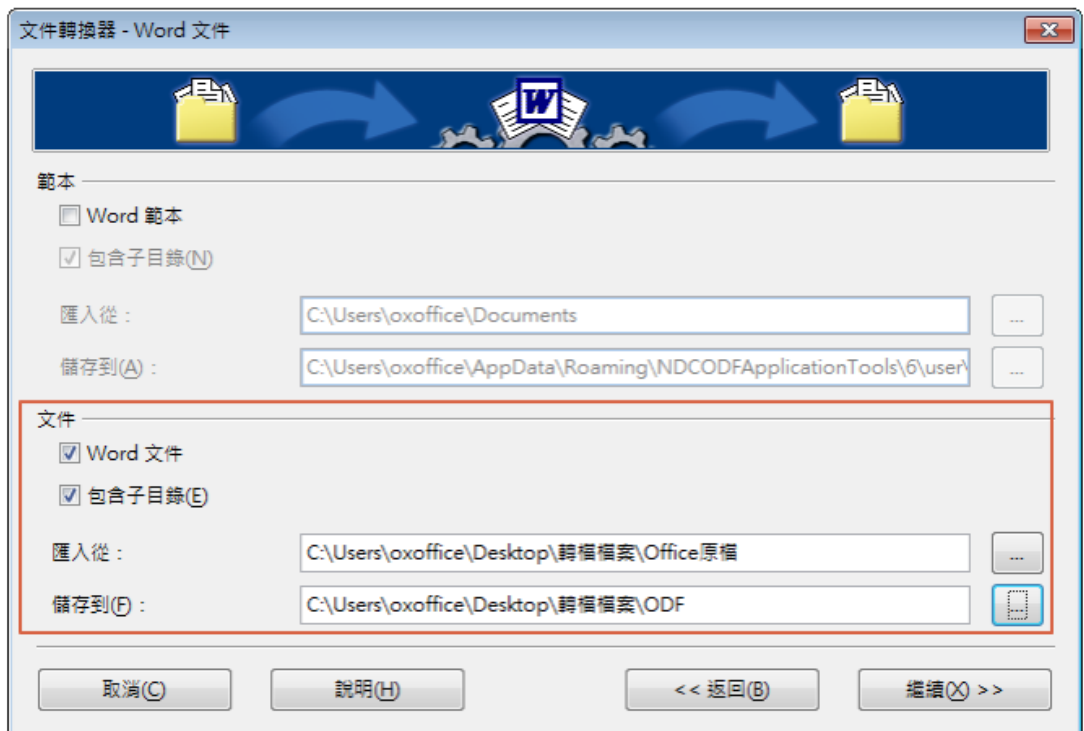 文件轉換器 - Word 文件
W
範本
Word 範本
包含子目錄(N)
匯入從：
C:\Users\oxoffice\Documents
...
儲存到(A)：
C:\Users\oxoffice\AppData\Roaming\NDCODFApplicationTools\6\user\
...
文件
Word 文件
包含子目錄(E)
匯入從：
C:\Users\oxoffice\Desktop\轉檔檔案\Office原檔
...
儲存到(F)：
C:\Users\oxoffice\Desktop\轉檔檔案\ODF
...
取消(C)
說明(H)
<< 返回(B)
繼續(X) >>